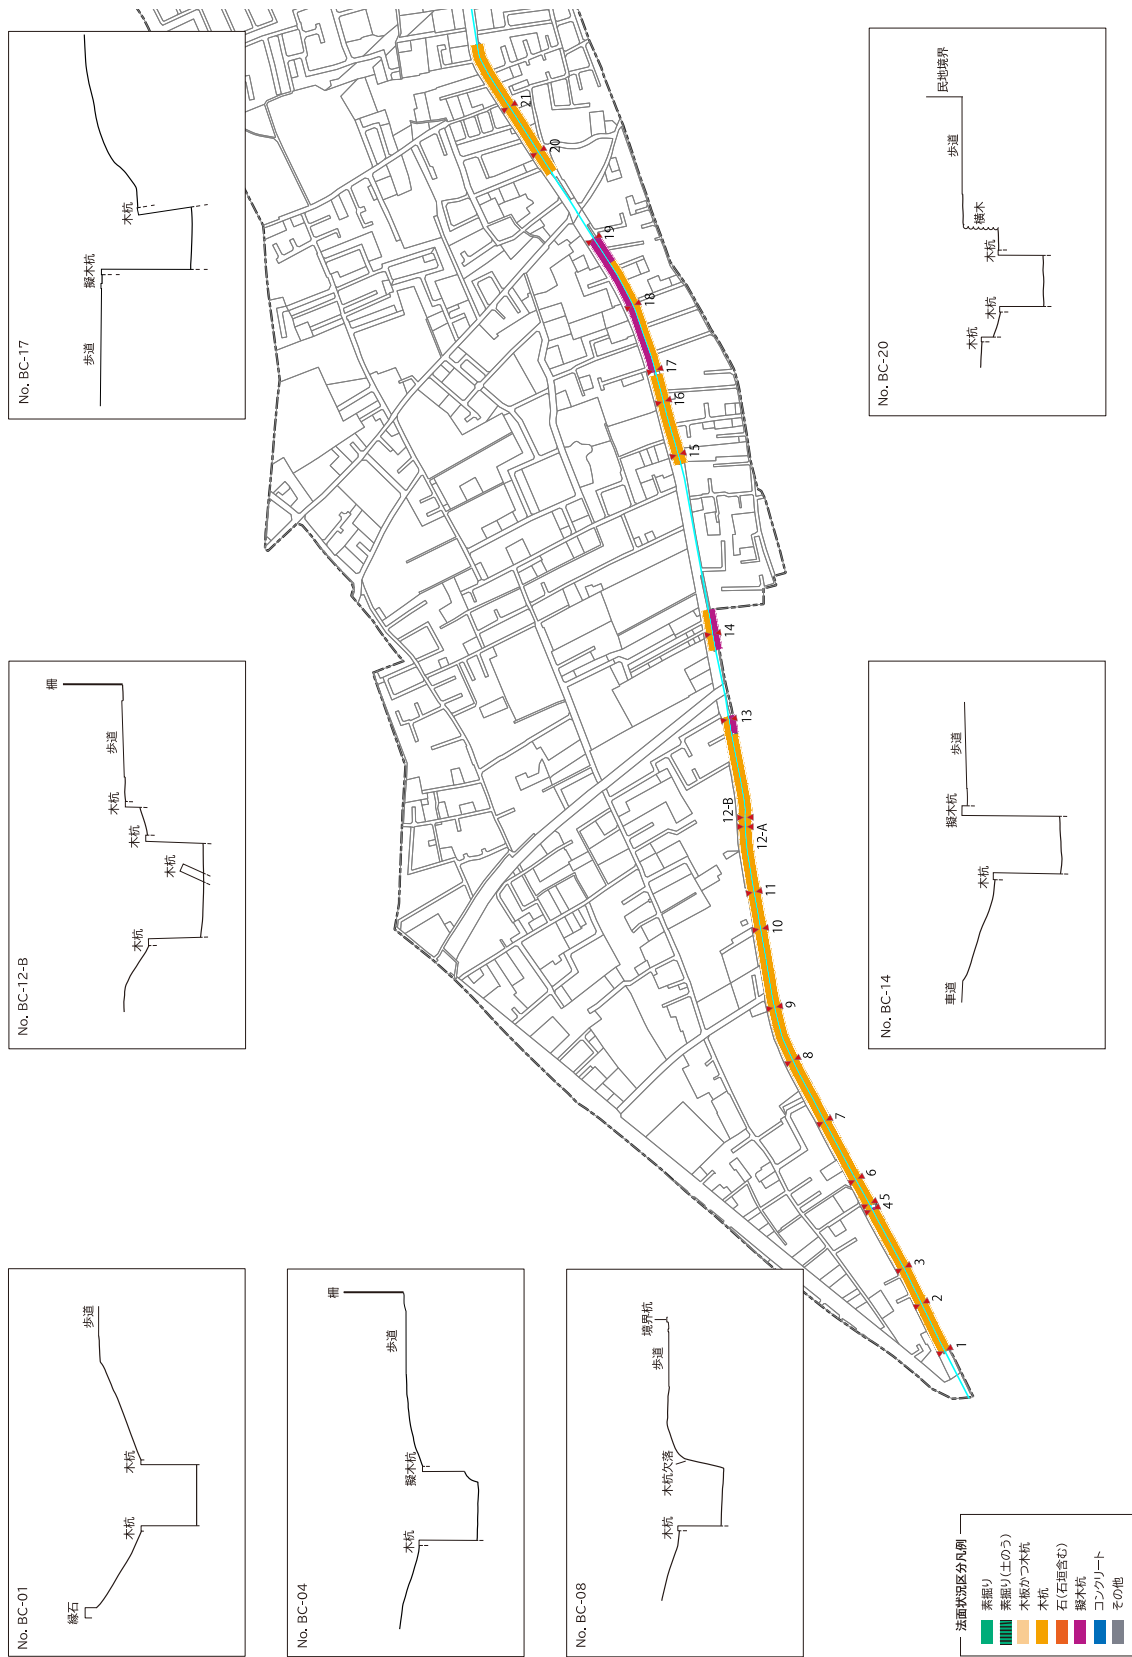 No. BC-01
縁石
木杭
木杭
歩道
No. BC-04
木杭
擬木杭
歩道
柵
No. BC-08
木杭
木杭欠落
歩道
境界杭
No. BC-12-B
木杭
木杭
木杭
木杭
歩道
柵
No. BC-14
車道
木杭
擬木杭
歩道
No. BC-17
歩道
擬木杭
木杭
No. BC-20
木杭
木杭
木杭
横木
歩道
民地境界
1
2
3
4
5
6
7
8
9
10
11
12-A
12-B
13
14
15
16
17
18
19
20
21
法面状況区分凡例
素掘り
素掘り(土のう)
木板かつ木杭
木杭
石(石垣含む)
擬木杭
コンクリート
その他